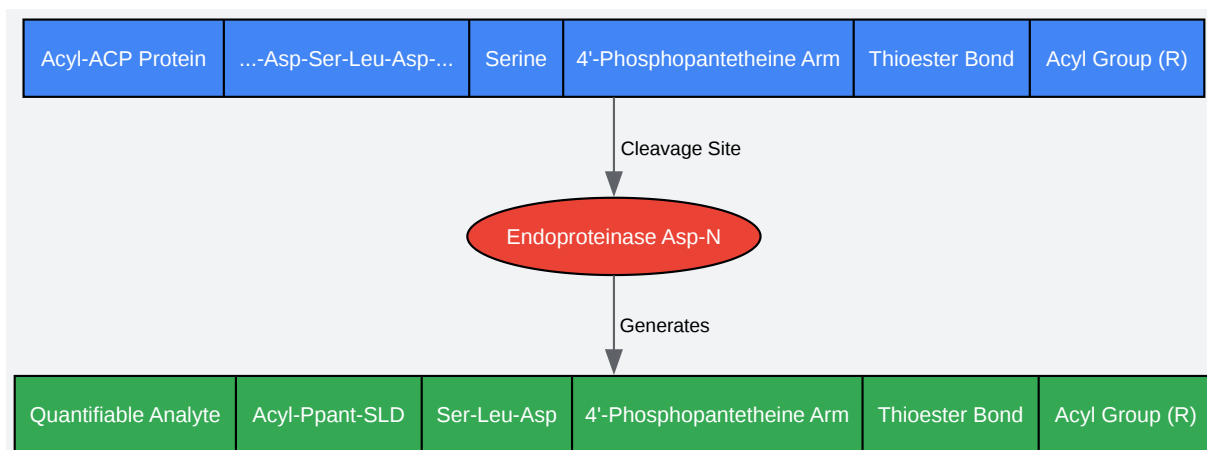 Acyl-ACP Protein ...-Asp-Ser-Leu-Asp-... Serine 4'-Phosphopantetheine Arm Thioester Bond Acyl Group (R)
Cleavage Site
Endoproteinase Asp-N
Generates
Quantifiable Analyte Acyl-Ppant-SLD Ser-Leu-Asp 4'-Phosphopantetheine Arm Thioester Bond Acyl Group (R)